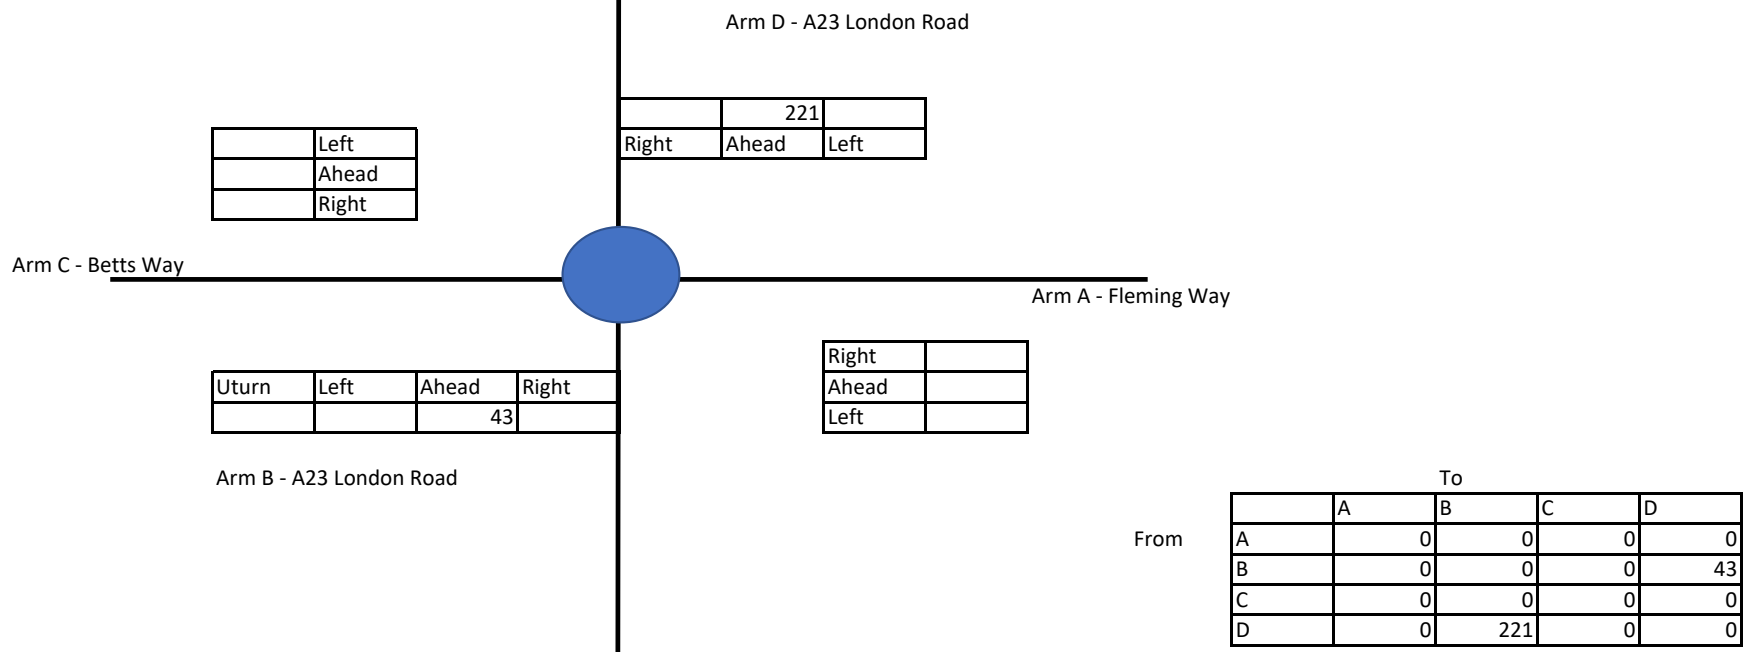 Arm D - A23 London Road
221
Right Ahead Left
Left
Ahead
Right
Arm C - Betts Way
Arm A - Fleming Way
Right
Ahead
Left
Uturn Left Ahead Right
43
Arm B - A23 London Road
To
A B C D
From
A 0 0 0 0
B 0 0 0 43
C 0 0 0 0
D 0 221 0 0